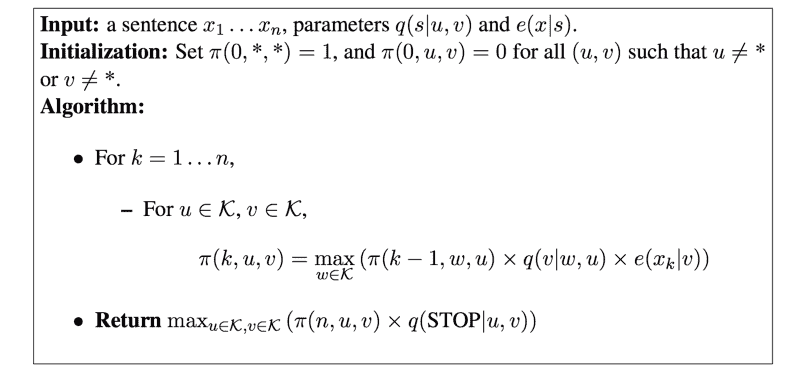 Input: a sentence x₁ . . . xₙ, parameters q(s|u, v) and e(x|s).
Initialization: Set π(0, *, *) = 1, and π(0, u, v) = 0 for all (u, v) such that u ≠ *
or v ≠ *.
Algorithm:
• For k = 1 . . . n,
– For u ∈ 𝒦, v ∈ 𝒦,
π(k, u, v) = max_{w∈𝒦} (π(k − 1, w, u) × q(v|w, u) × e(xₖ|v))
• Return max_{u∈𝒦,v∈𝒦} (π(n, u, v) × q(STOP|u, v))